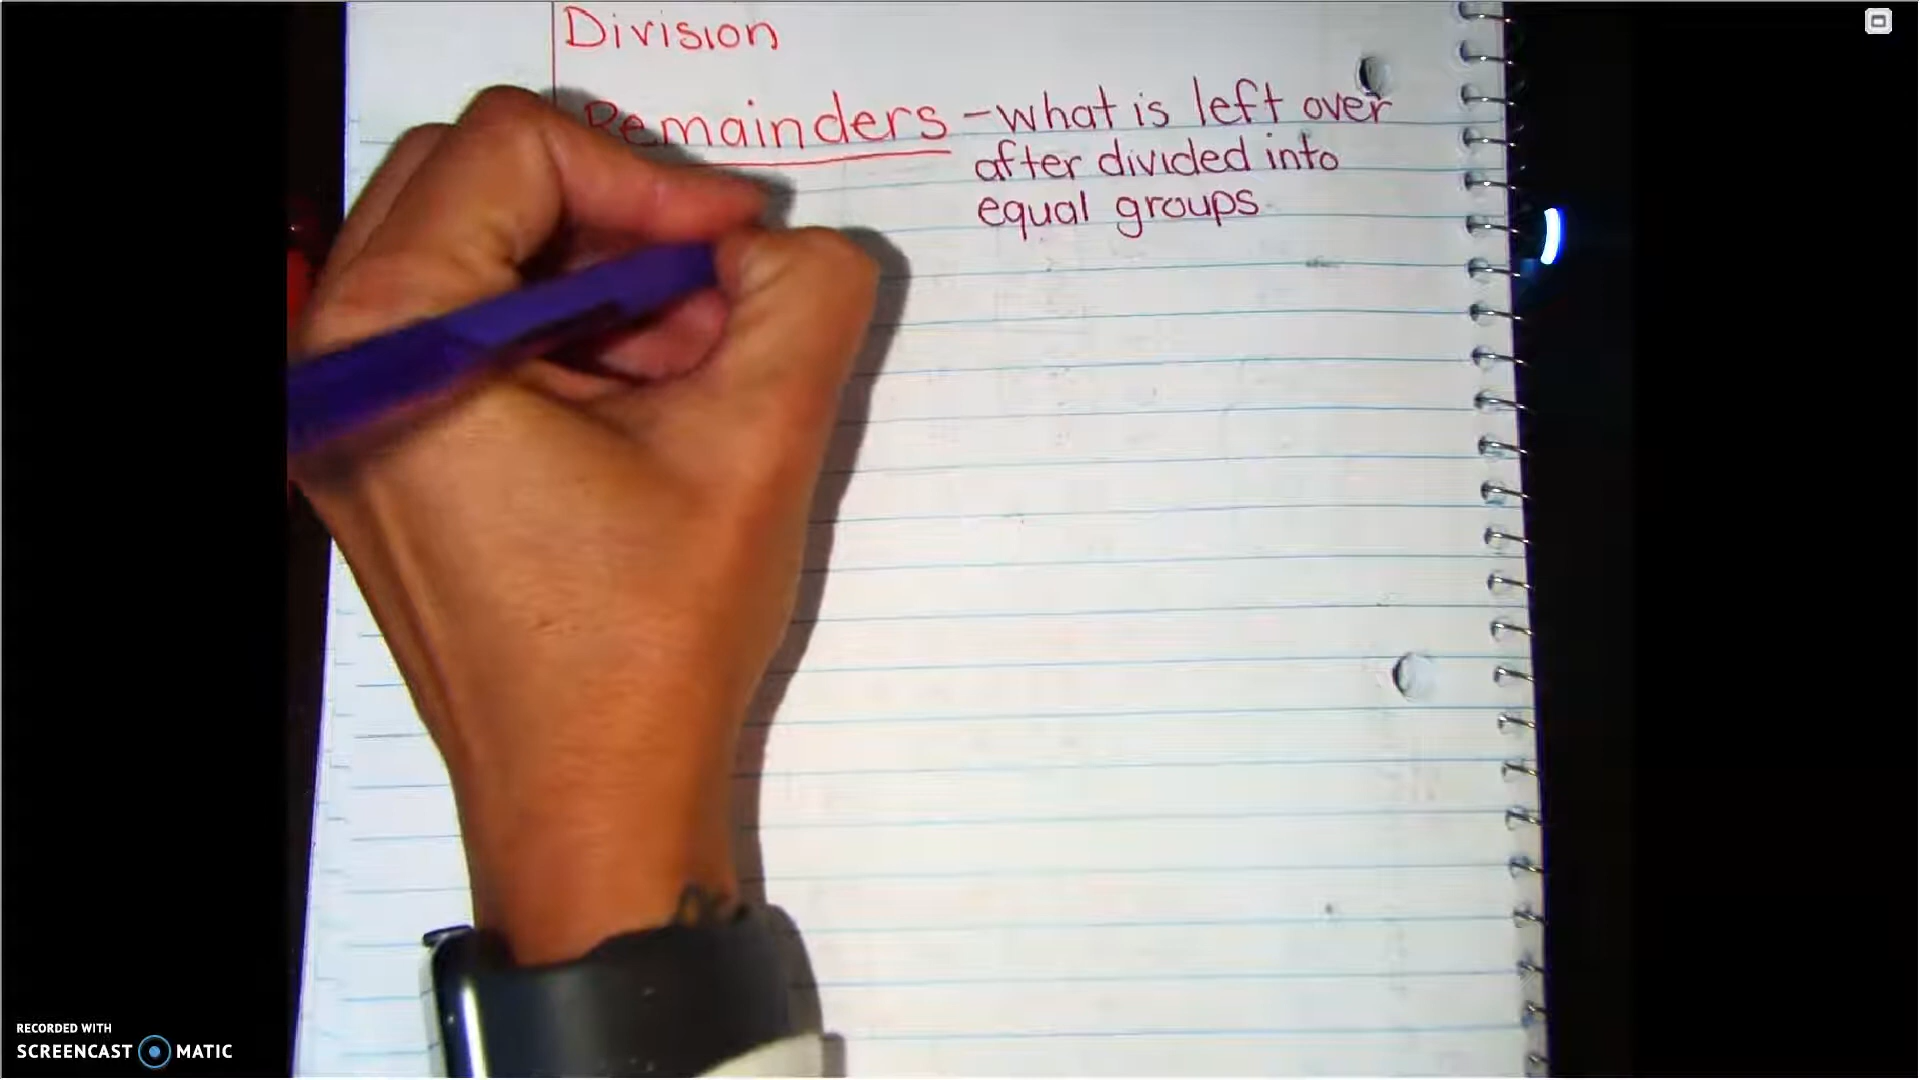 Division
Remainders - what is left over
after divided into
equal groups
RECORDED WITH
SCREENCAST MATIC